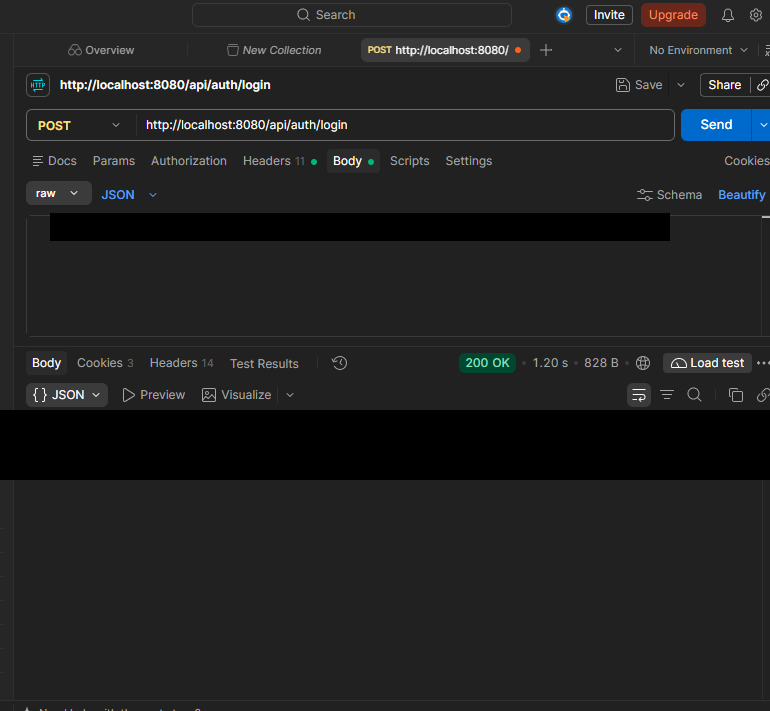 Search
Invite
Upgrade
Overview
New Collection
POST http://localhost:8080/
No Environment
HTTP
http://localhost:8080/api/auth/login
Save
Share
POST
http://localhost:8080/api/auth/login
Send
Docs
Params
Authorization
Headers 11
Body
Scripts
Settings
Cookies
raw
JSON
Schema
Beautify
Body
Cookies 3
Headers 14
Test Results
200 OK
1.20 s
828 B
Load test
{ } JSON
Preview
Visualize